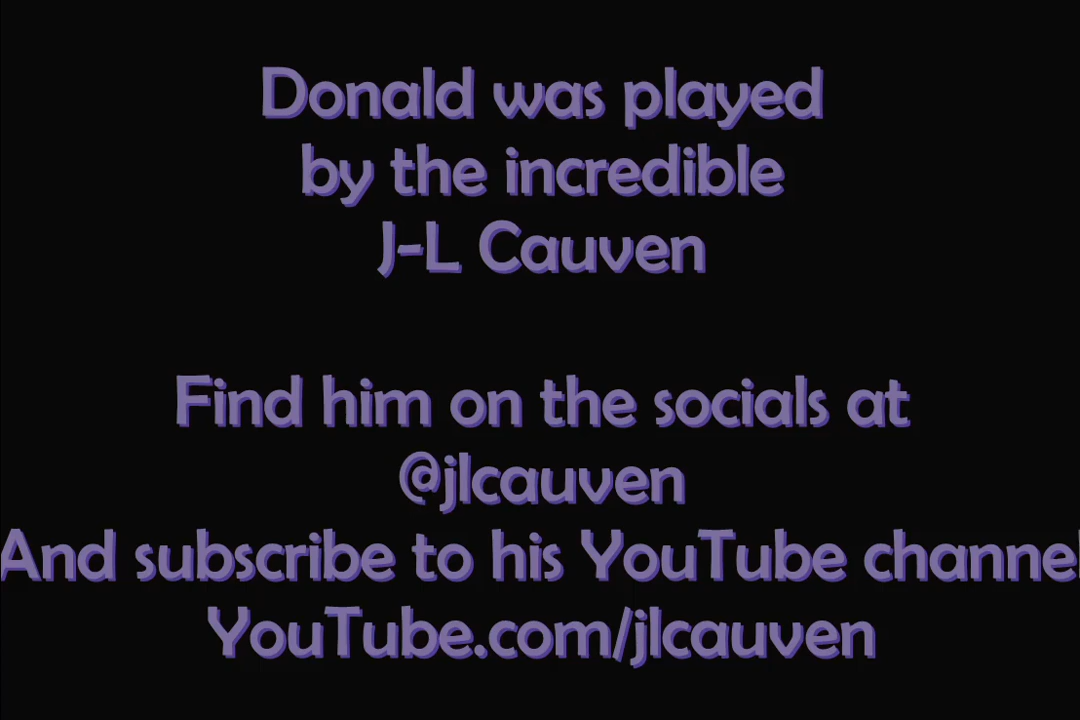 Donald was played
by the incredible
J-L Cauven
Find him on the socials at
@jlcauven
And subscribe to his YouTube channel
YouTube.com/jlcauven